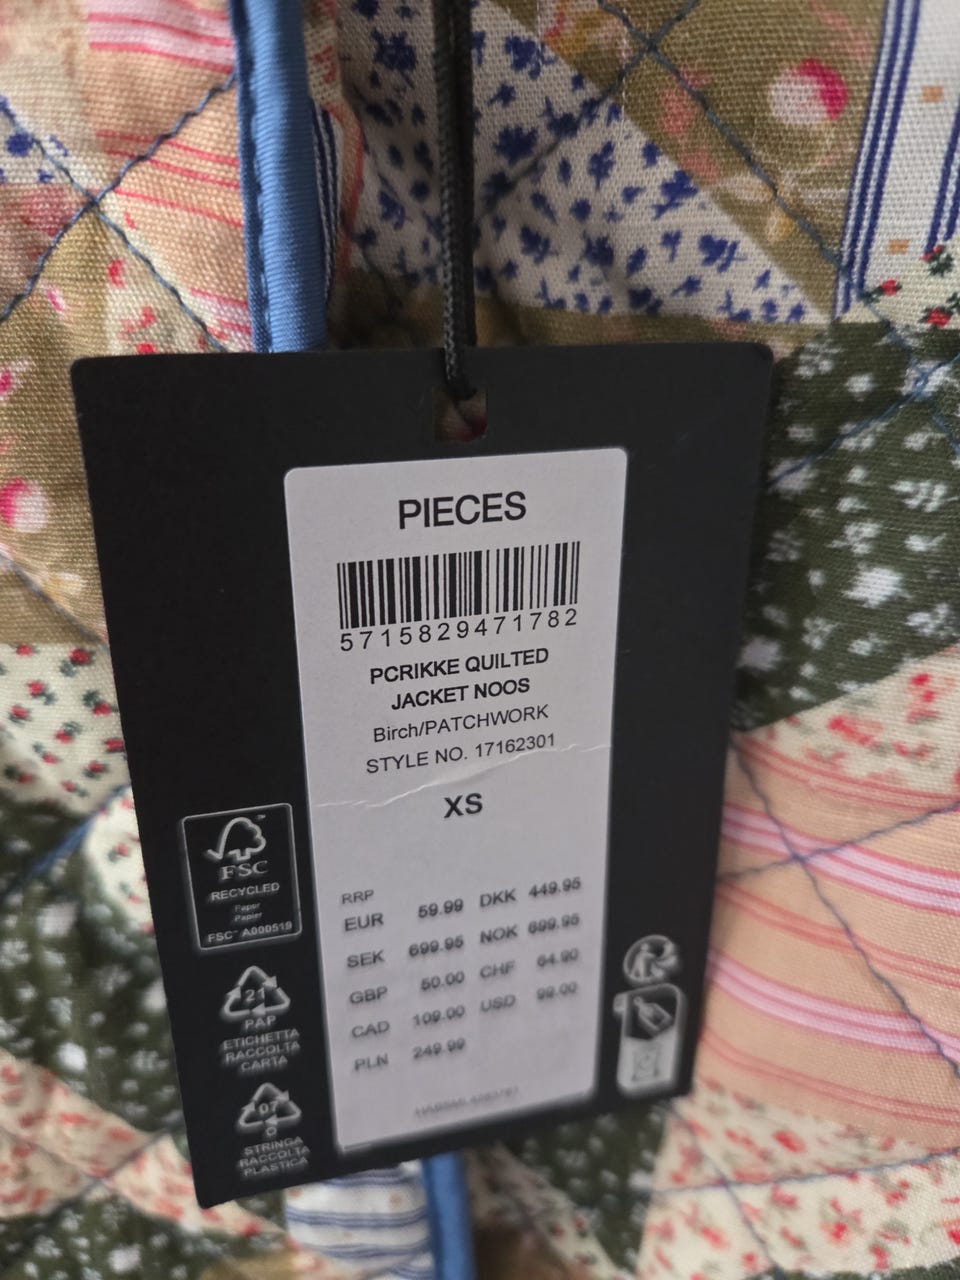 PIECES
5715829471782
PCRIKKE QUILTED
JACKET NOOS
Birch/PATCHWORK
STYLE NO. 17162301
XS
RRP
EUR 59.99 DKK 449.95
SEK 699.95 NOK 699.95
GBP 50.00 CHF 64.90
CAD 109.00 USD 99.00
PLN 249.99
FSC
RECYCLED
Paper
Papier
FSC™ A000519
21
PAP
ETICHETTA
RACCOLTA
CARTA
07
O
STRINGA
RACCOLTA
PLASTICA